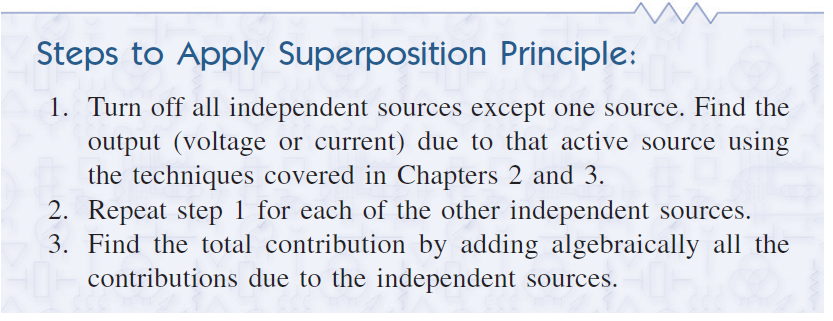 Steps to Apply Superposition Principle:
1. Turn off all independent sources except one source. Find the
output (voltage or current) due to that active source using
the techniques covered in Chapters 2 and 3.
2. Repeat step 1 for each of the other independent sources.
3. Find the total contribution by adding algebraically all the
contributions due to the independent sources.